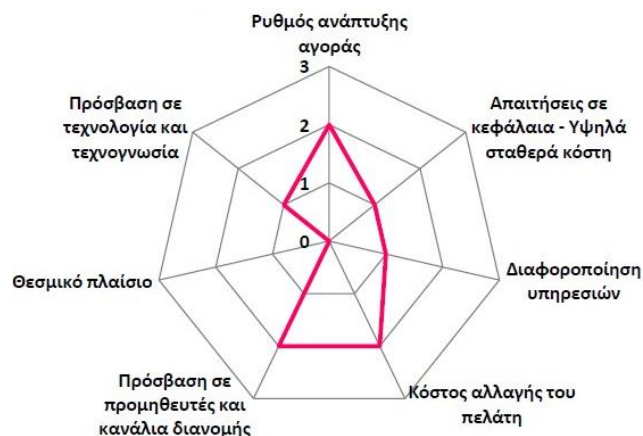 Ρυθμός ανάπτυξης
αγοράς
3
2
1
0
Απαιτήσεις σε
κεφάλαια - Υψηλά
σταθερά κόστη
Διαφοροποίηση
υπηρεσιών
Κόστος αλλαγής του
πελάτη
Πρόσβαση σε
προμηθευτές και
κανάλια διανομής
Θεσμικό πλαίσιο
Πρόσβαση σε
τεχνολογία και
τεχνογνωσία